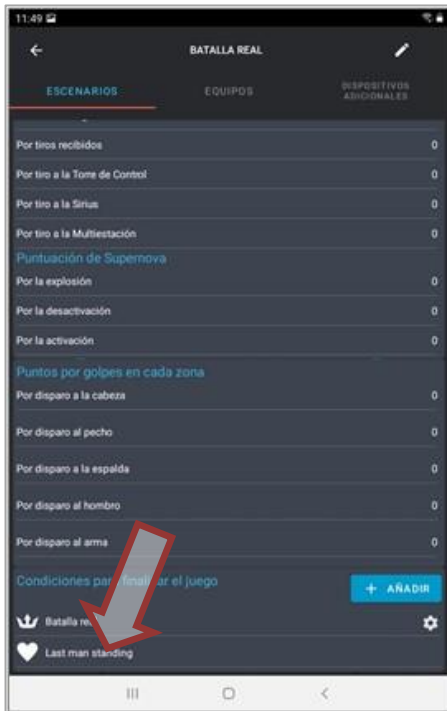 11:49
BATALLA REAL
ESCENARIOS EQUIPOS DISPOSITIVOS ADICIONALES
Por tiros recibidos 0
Por tiro a la Torre de Control 0
Por tiro a la Sirius 0
Por tiro a la Multiestación 0
Puntuación de Supernova
Por la explosión 0
Por la desactivación 0
Por la activación 0
Puntos por golpes en cada zona
Por disparo a la cabeza 0
Por disparo al pecho 0
Por disparo a la espalda 0
Por disparo al hombro 0
Por disparo al arma 0
Condiciones para finalizar el juego + AÑADIR
Batalla
Last man standing